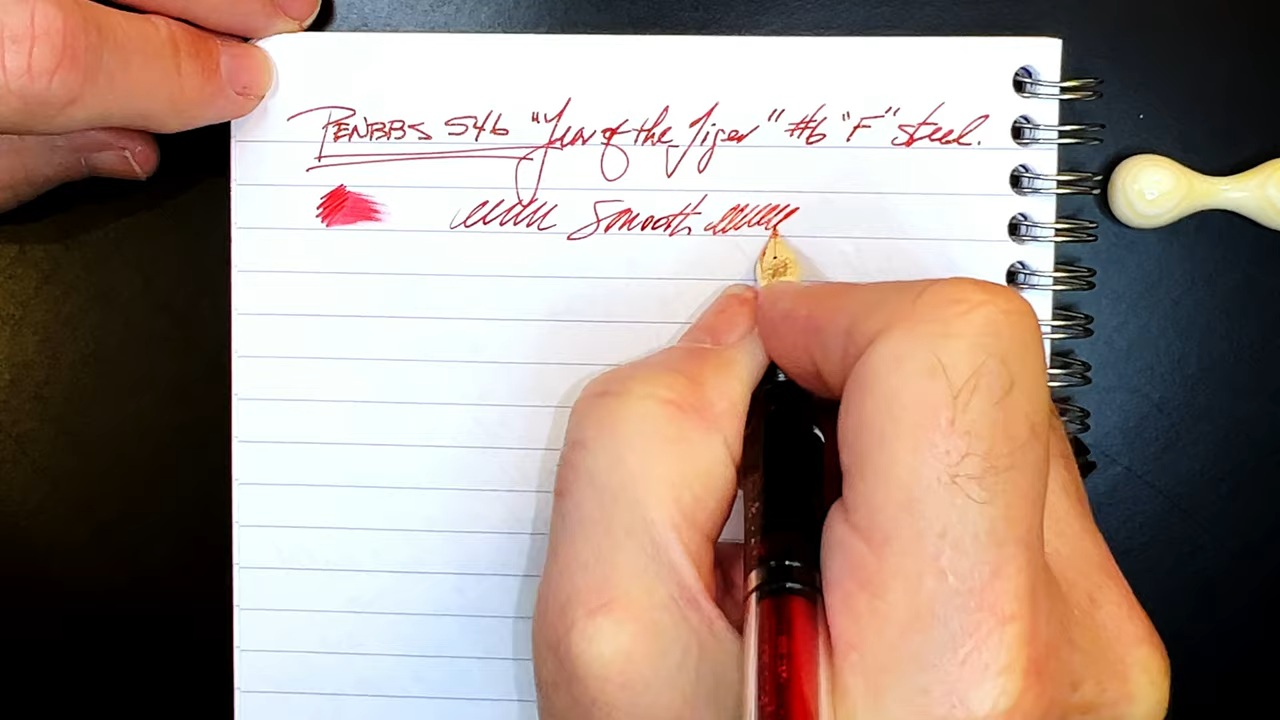 PENBBS 546 "Year of the Tiger" #6 "F" steel.
Smooth